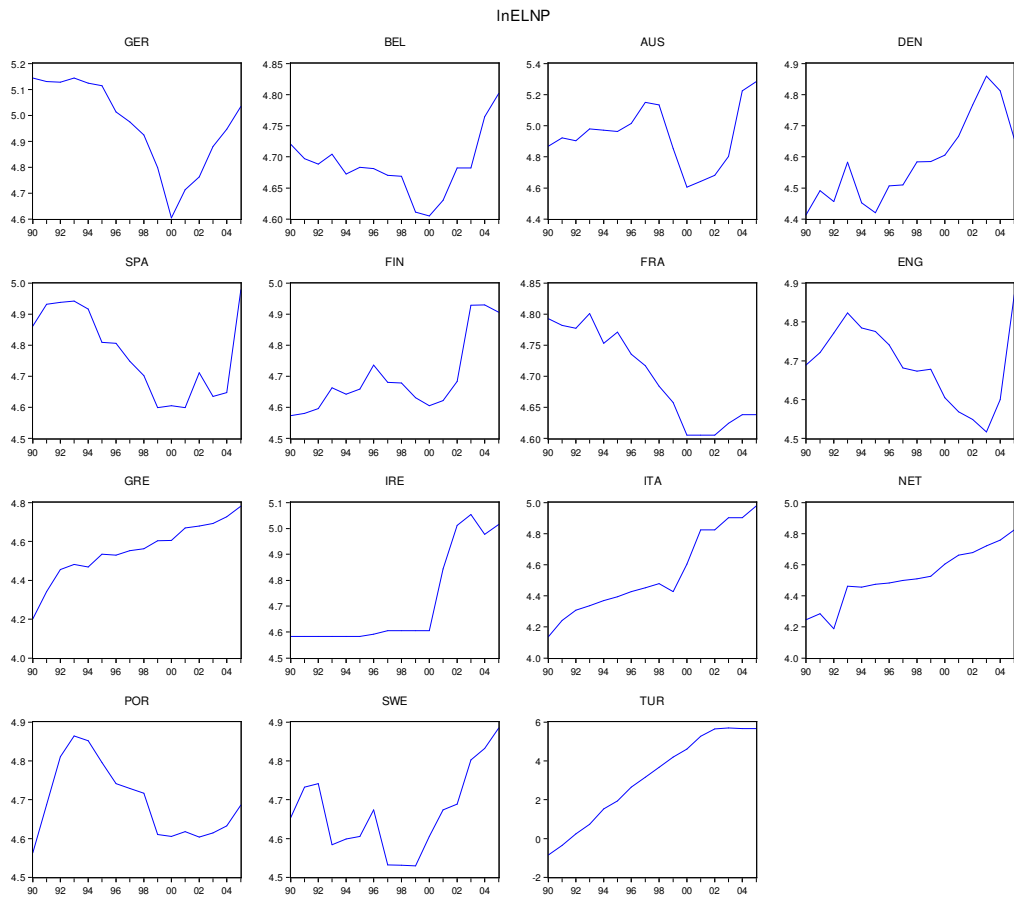 lnELNP
GER BEL AUS DEN
5.2 4.85 5.4 4.9
5.1 4.80 5.2 4.8
5.0 4.75 5.0 4.7
4.9 4.70 4.8 4.6
4.8 4.65 4.6 4.5
4.7 4.60 4.4 4.4
4.6
90 92 94 96 98 00 02 04 90 92 94 96 98 00 02 04 90 92 94 96 98 00 02 04 90 92 94 96 98 00 02 04
SPA FIN FRA ENG
5.0 5.0 4.85 4.9
4.9 4.9 4.80 4.8
4.8 4.8 4.75 4.7
4.7 4.7 4.70 4.6
4.6 4.6 4.65 4.5
4.5 4.5 4.60
90 92 94 96 98 00 02 04 90 92 94 96 98 00 02 04 90 92 94 96 98 00 02 04 90 92 94 96 98 00 02 04
GRE IRE ITA NET
4.8 5.1 5.0 5.0
4.6 5.0 4.8 4.8
4.4 4.9 4.6 4.6
4.2 4.8 4.4 4.4
4.0 4.7 4.2 4.2
4.6 4.0 4.0
4.5
90 92 94 96 98 00 02 04 90 92 94 96 98 00 02 04 90 92 94 96 98 00 02 04 90 92 94 96 98 00 02 04
POR SWE TUR
4.9 4.9 6
4.8 4.8 4
4.7 4.7 2
4.6 4.6 0
4.5 4.5 -2
90 92 94 96 98 00 02 04 90 92 94 96 98 00 02 04 90 92 94 96 98 00 02 04